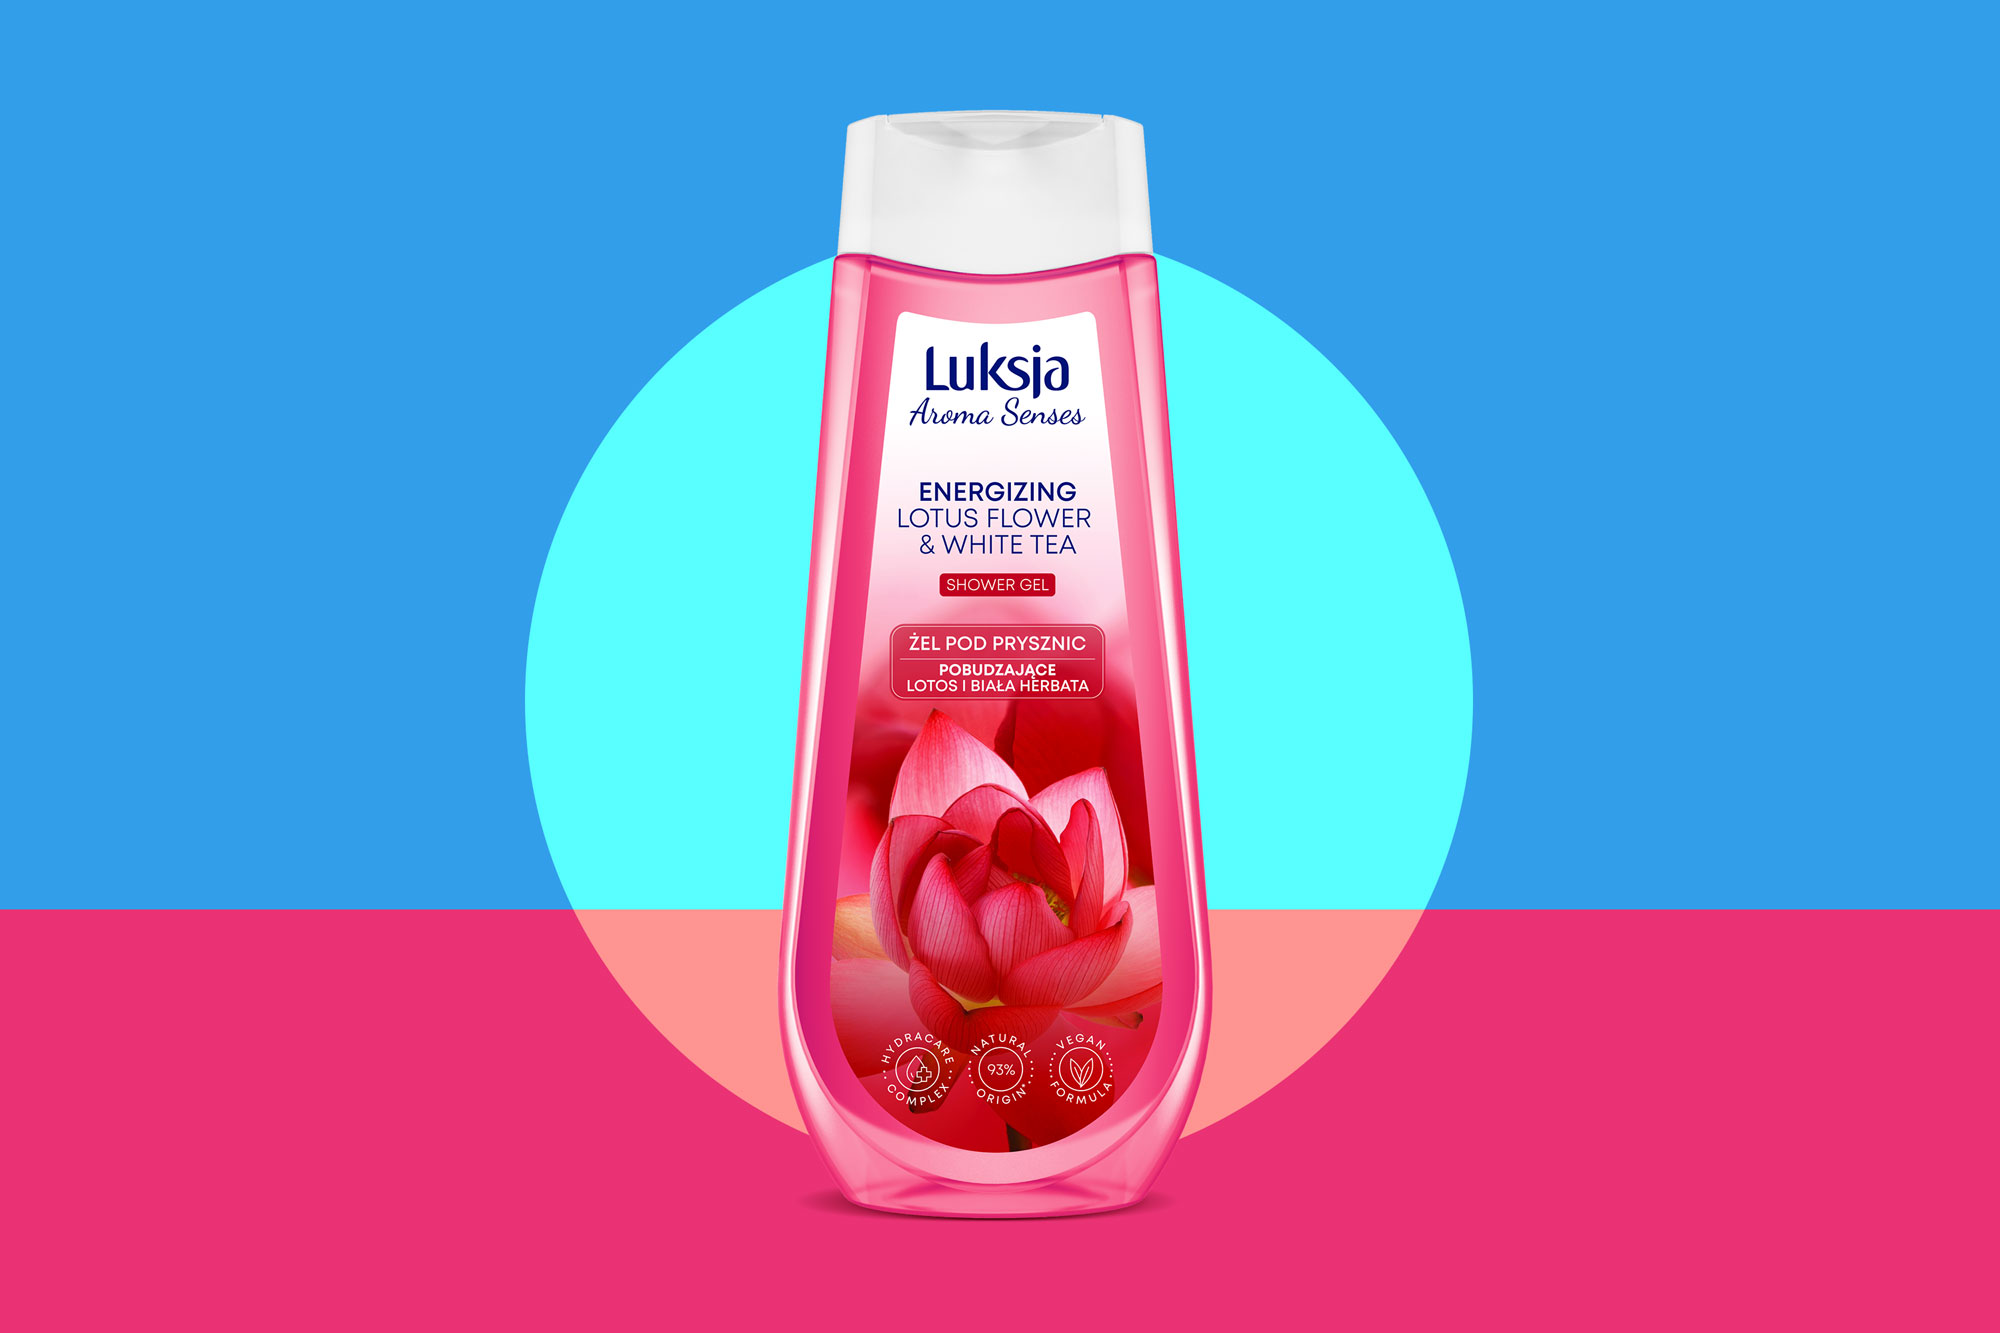 Luksja
Aroma Senses
ENERGIZING
LOTUS FLOWER
& WHITE TEA
SHOWER GEL
ŻEL POD PRYSZNIC
POBUDZAJĄCE
LOTOS I BIAŁA HERBATA
HYDRACARE
COMPLEX
NATURAL
93%
ORIGIN*
VEGAN
FORMULA